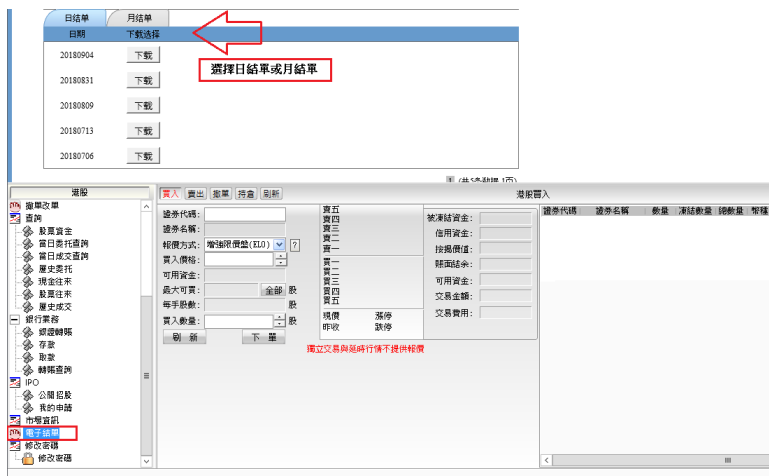 日结单 月结单
日期 下载选择
20180904 下载
選擇日結單或月結單
20180831 下载
20180809 下载
20180713 下载
20180706 下载
港股
撤單改單
查詢
股票資金
當日委托查詢
當日成交查詢
歷史委托
現金往來
股票往來
歷史成交
銀行業務
銀證轉賬
存款
取款
轉賬查詢
IPO
公開招股
我的申請
市場資訊
電子結單
修改密碼
修改密碼
買入 賣出 撤單 持倉 刷新
港股買入
證券代碼:
證券名稱:
報價方式: 增強限價盤(ELO) ?
買入價格:
可用資金:
最大可買: 全部 股
每手股數: 股
買入數量: 股
刷 新 下 單
賣五
賣四
賣三
賣二
賣一
買一
買二
買三
買四
買五
現價 漲停
昨收 跌停
獨立交易與延時行情不提供報價
被凍結資金:
信用資金:
按揭價值:
賬面結余:
可用資金:
交易金額:
交易費用:
證券代碼 證券名稱 數量 凍結數量 總數量 幣種